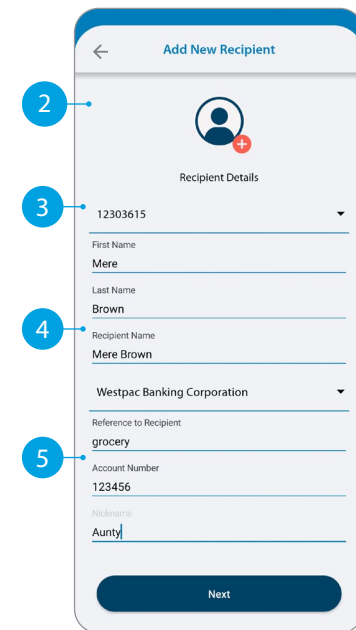 Add New Recipient
2
Recipient Details
3
12303615
First Name
Mere
Last Name
Brown
4
Recipient Name
Mere Brown
Westpac Banking Corporation
Reference to Recipient
grocery
5
Account Number
123456
Nickname
Aunty
Next